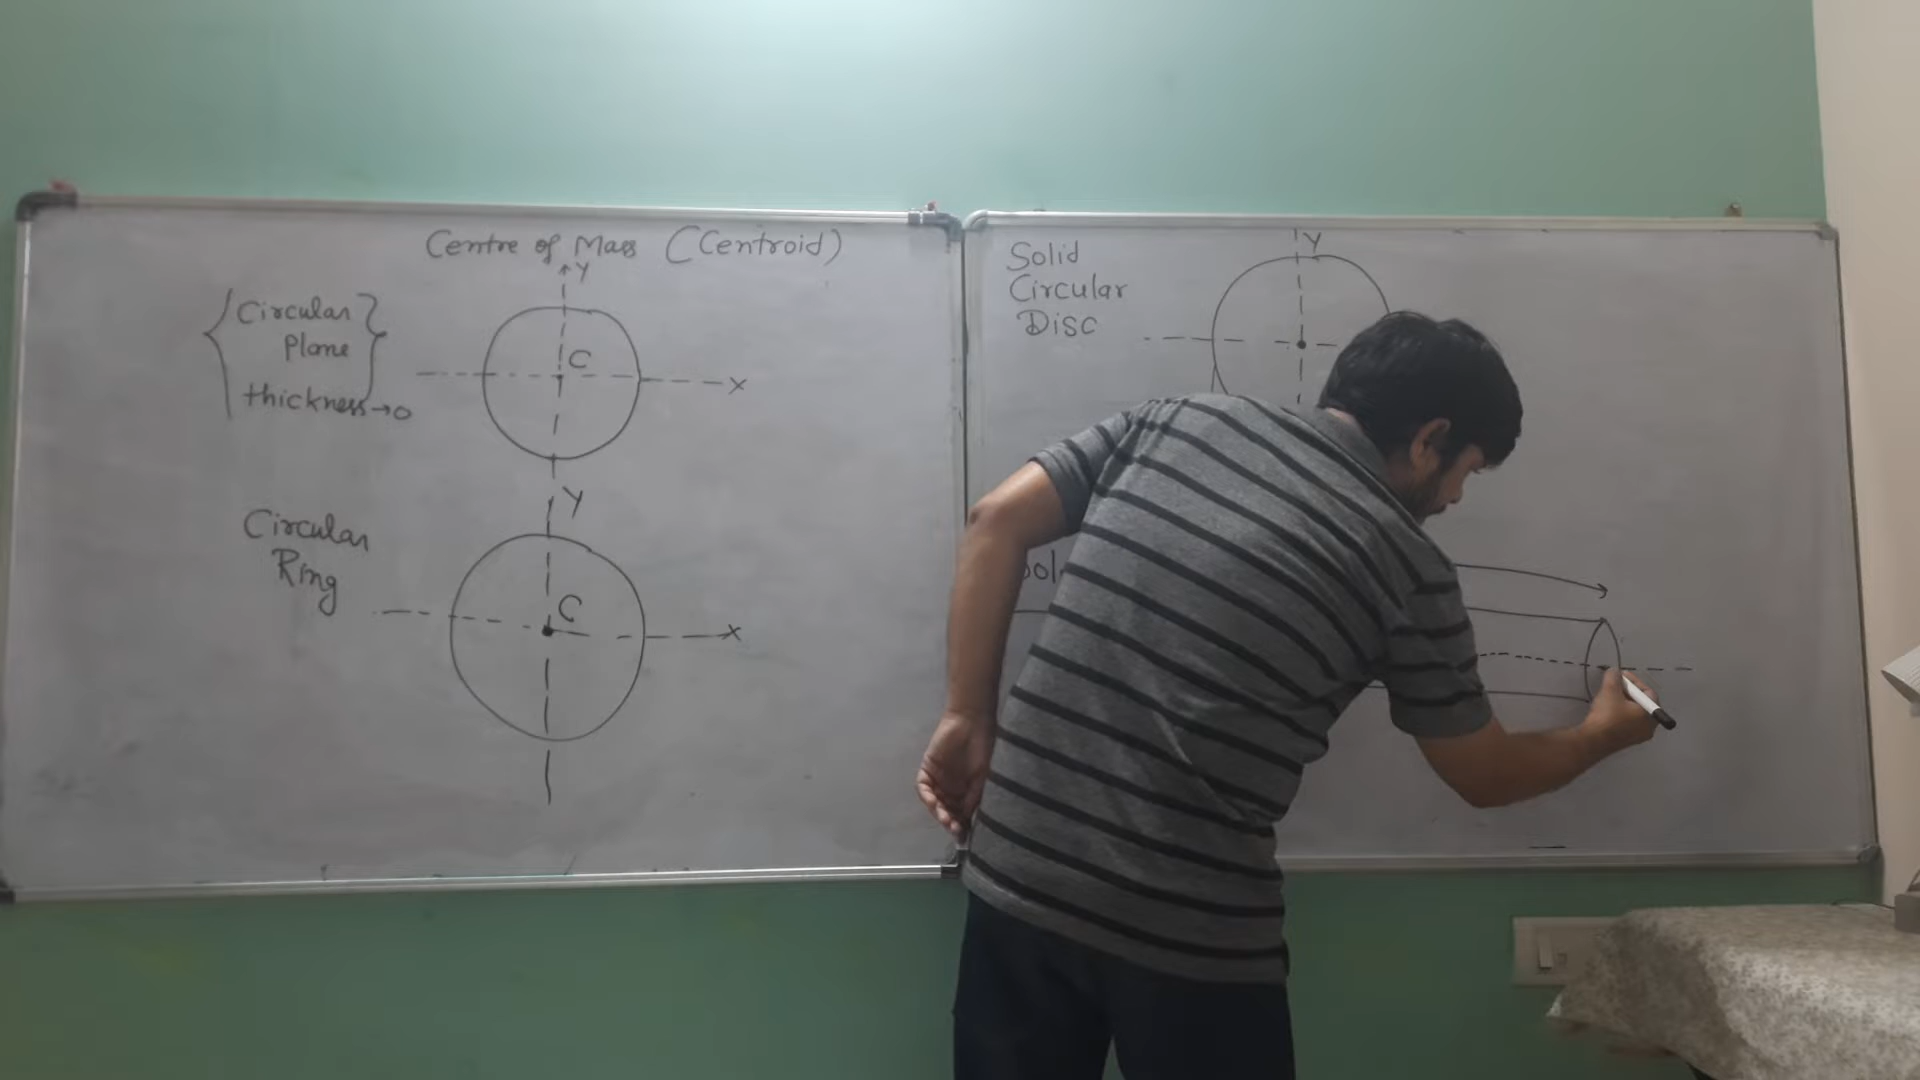 Centre of Mass (Centroid)
Y
{Circular}
Plane
thickness→0
C
X
Y
Circular
Ring
C
X
Solid
Circular
Disc
Y